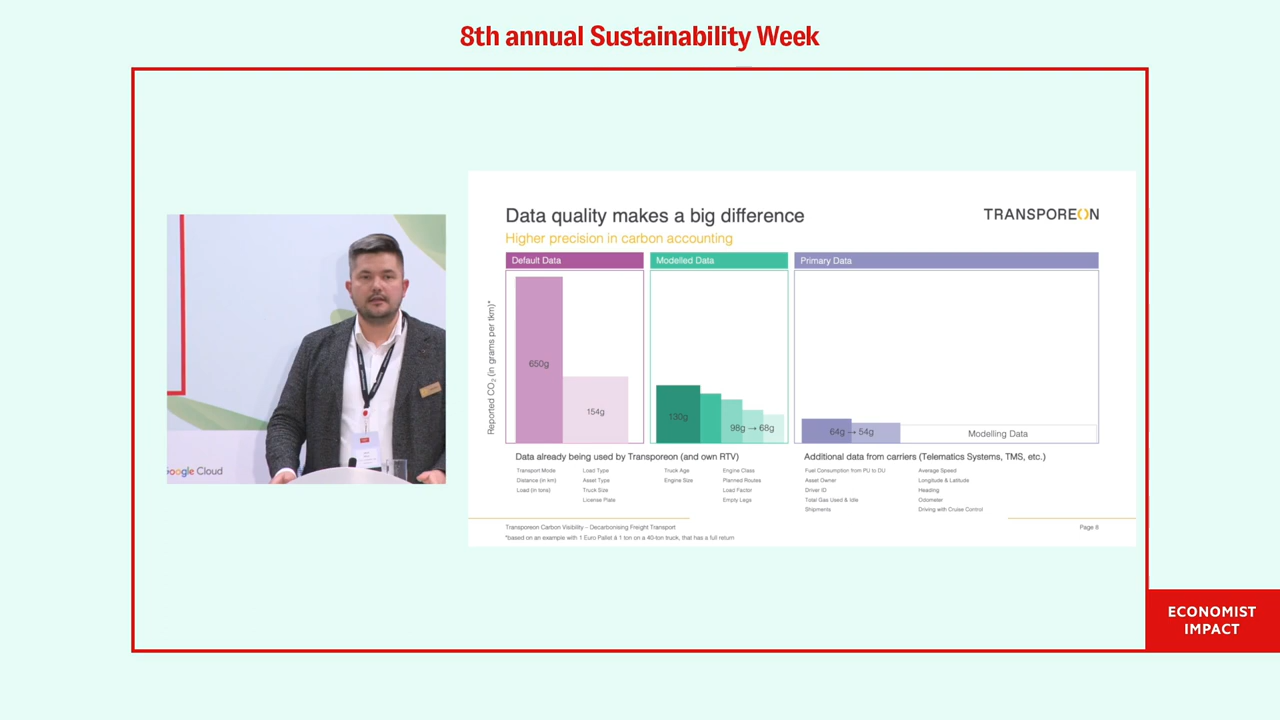 8th annual Sustainability Week
Google Cloud
Data quality makes a big difference
TRANSPOREON
Higher precision in carbon accounting
Default Data
Modelled Data
Primary Data
Reported CO₂ (in grams per tkm)*
650g
154g
130g
98g → 68g
64g → 54g
Modelling Data
Data already being used by Transporeon (and own RTV)
Additional data from carriers (Telematics Systems, TMS, etc.)
Transport Mode
Distance (in km)
Load (in tons)
Load Type
Asset Type
Truck Size
License Plate
Truck Age
Engine Size
Engine Class
Planned Routes
Load Factor
Empty Legs
Fuel Consumption from PU to DU
Asset Owner
Driver ID
Total Gas Used & Idle
Shipments
Average Speed
Longitude & Latitude
Heading
Odometer
Driving with Cruise Control
Transporeon Carbon Visibility – Decarbonising Freight Transport
Page 8
*based on an example with 1 Euro Pallet à 1 ton on a 40-ton truck, that has a full return
ECONOMIST
IMPACT